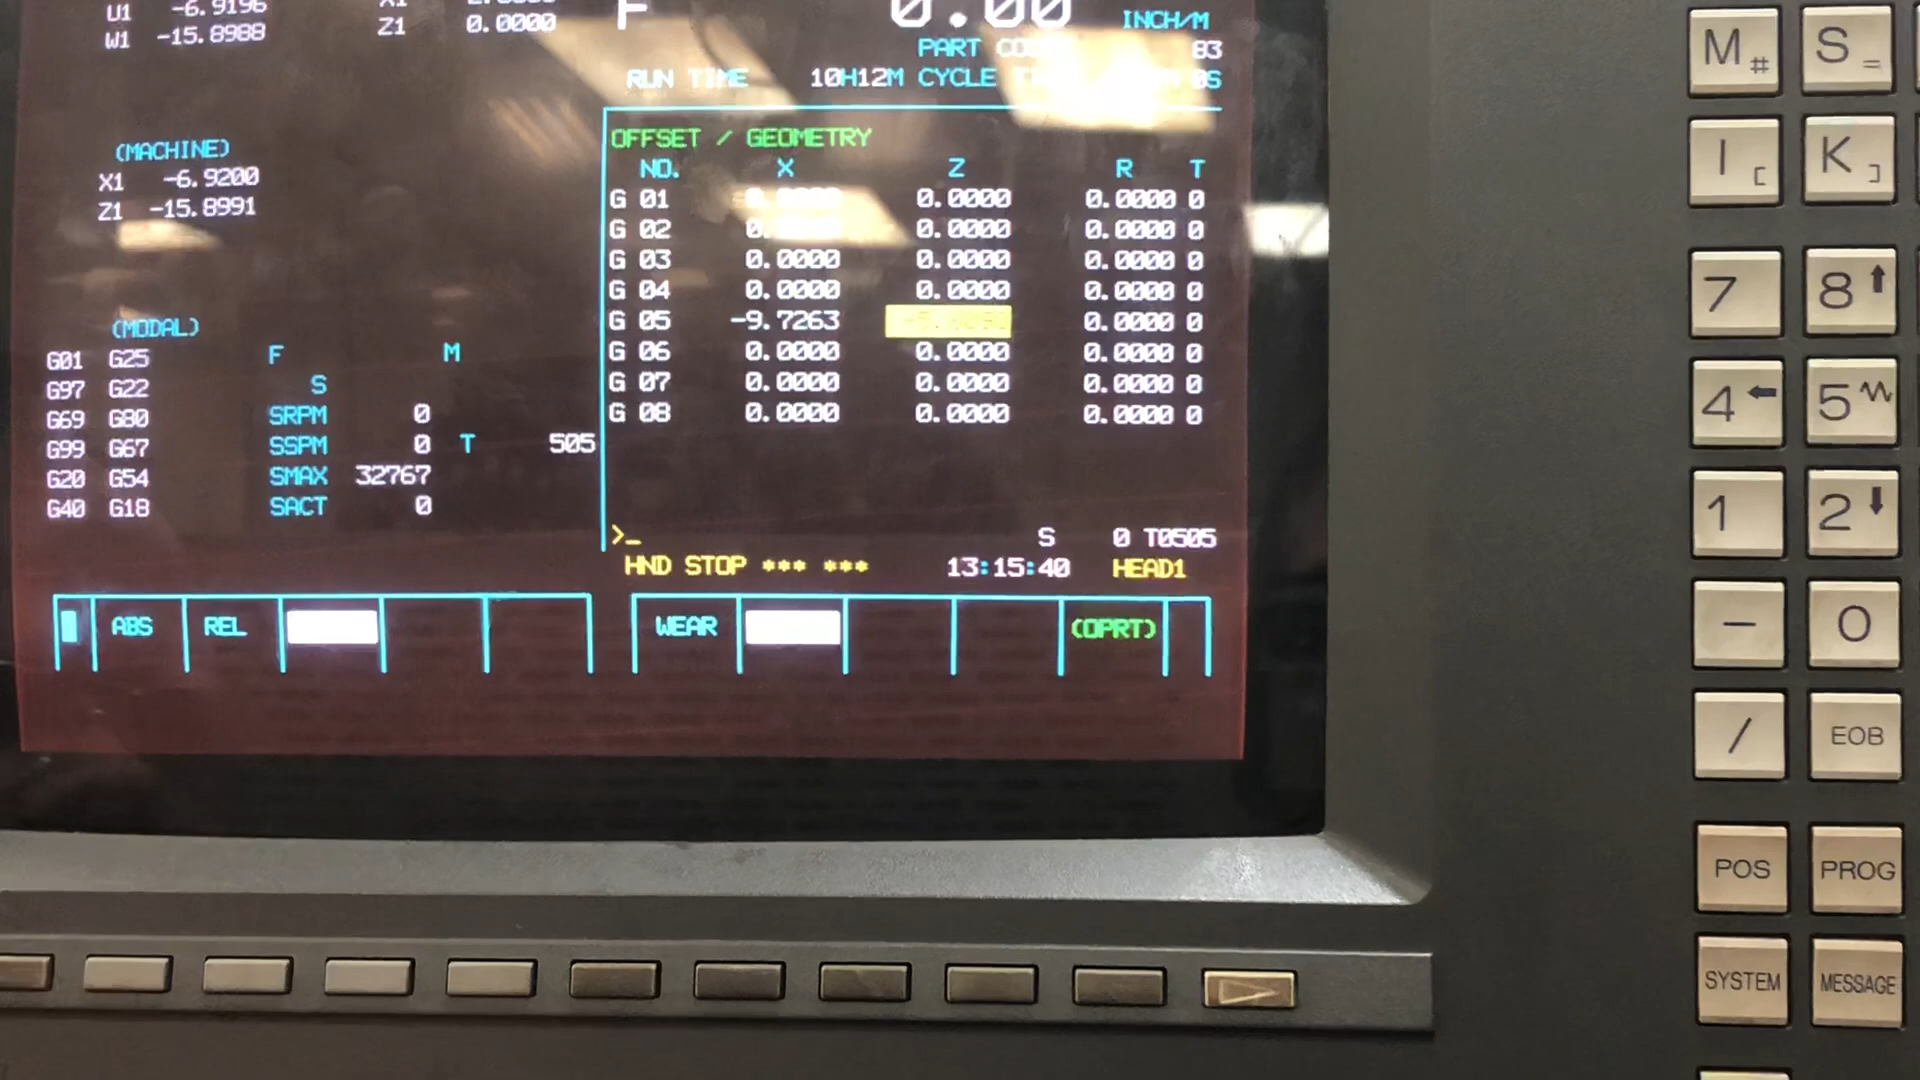 U1 -6.9196 X1
W1 -15.8988 Z1 0.0000
F 0.00 INCH/M
PART 83
RUN TIME 10H12M CYCLE 0S
(MACHINE)
X1 -6.9200
Z1 -15.8991
OFFSET / GEOMETRY
NO. X Z R T
G 01 0.0000 0.0000 0
G 02 0.0000 0.0000 0
G 03 0.0000 0.0000 0.0000 0
G 04 0.0000 0.0000 0.0000 0
G 05 -9.7263 0.0000 0
G 06 0.0000 0.0000 0.0000 0
G 07 0.0000 0.0000 0.0000 0
G 08 0.0000 0.0000 0.0000 0
(MODAL)
G01 G25 F M
G97 G22 S
G69 G80 SRPM 0
G99 G67 SSPM 0 T 505
G20 G54 SMAX 32767
G40 G18 SACT 0
>_ S 0 T0505
HND STOP *** *** 13:15:40 HEAD1
ABS REL WEAR (OPRT)
M # S =
I [ K ]
7 8
4 5
1 2
- 0
/ EOB
POS PROG
SYSTEM MESSAGE